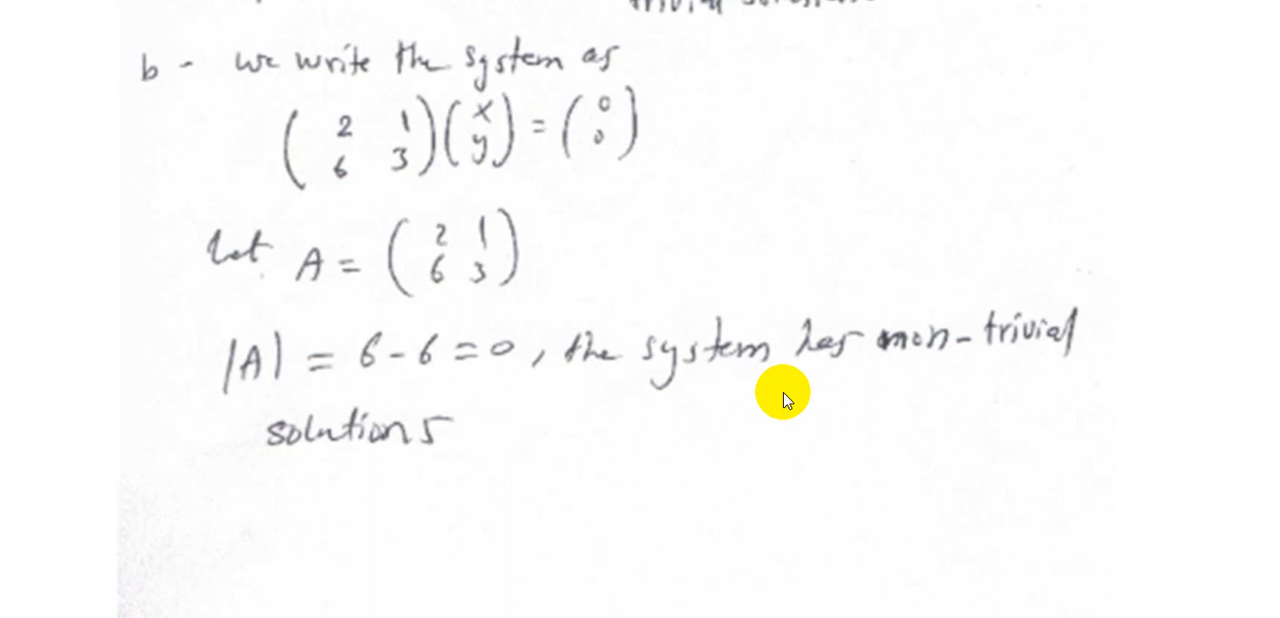 b - we write the system as
( 2 1 ) ( x ) = ( 0 )
( 6 3 ) ( y )   ( 0 )
Let A = ( 2 1 )
( 6 3 )
|A| = 6 - 6 = 0, the system has non-trivial
solutions